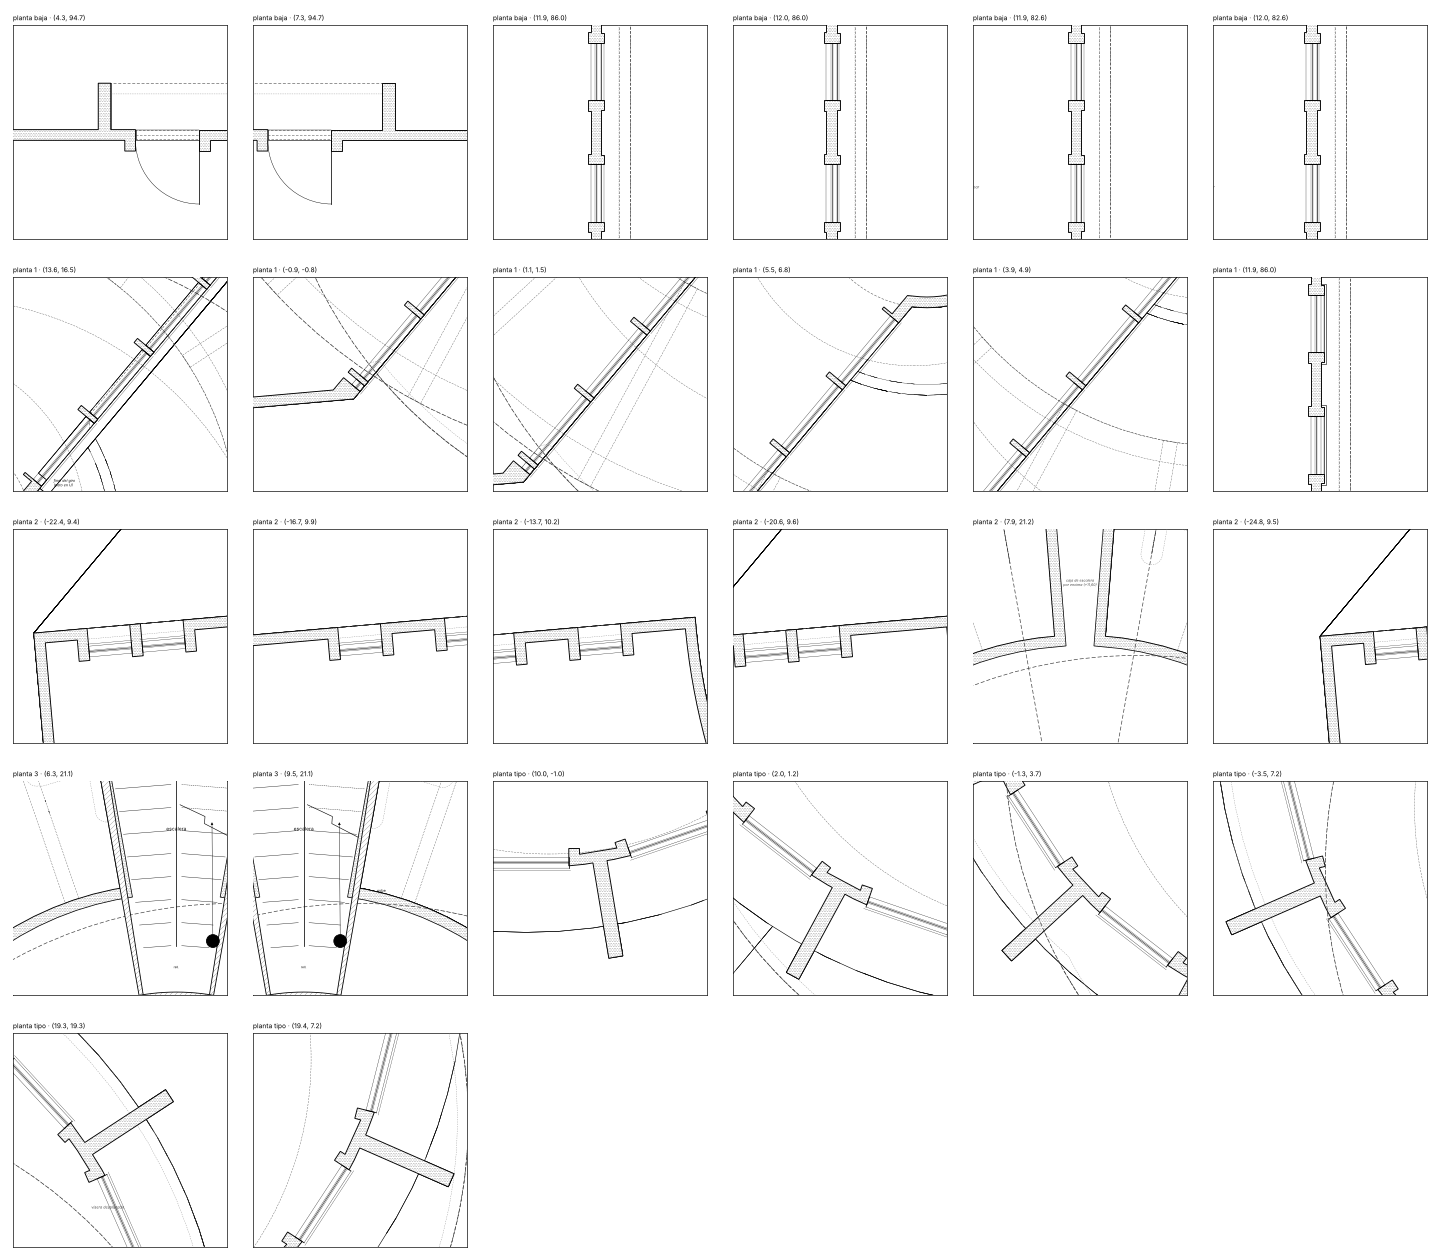 planta baja · (4.3, 94.7)
planta baja · (7.3, 94.7)
planta baja · (11.9, 86.0)
planta baja · (12.0, 86.0)
planta baja · (11.9, 82.6)
planta baja · (12.0, 82.6)
planta 1 · (13.6, 16.5)
planta 1 · (-0.9, -0.8)
planta 1 · (1.1, 1.5)
planta 1 · (5.5, 6.8)
planta 1 · (3.9, 4.9)
planta 1 · (11.9, 86.0)
planta 2 · (-22.4, 9.4)
planta 2 · (-16.7, 9.9)
planta 2 · (-13.7, 10.2)
planta 2 · (-20.6, 9.6)
planta 2 · (7.9, 21.2)
caja de escalera
planta 2 · (-24.8, 9.5)
planta 3 · (6.3, 21.1)
escalera
planta 3 · (9.5, 21.1)
escalera
planta tipo · (10.0, -1.0)
planta tipo · (2.0, 1.2)
planta tipo · (-1.3, 3.7)
planta tipo · (-3.5, 7.2)
planta tipo · (19.3, 19.3)
planta tipo · (19.4, 7.2)